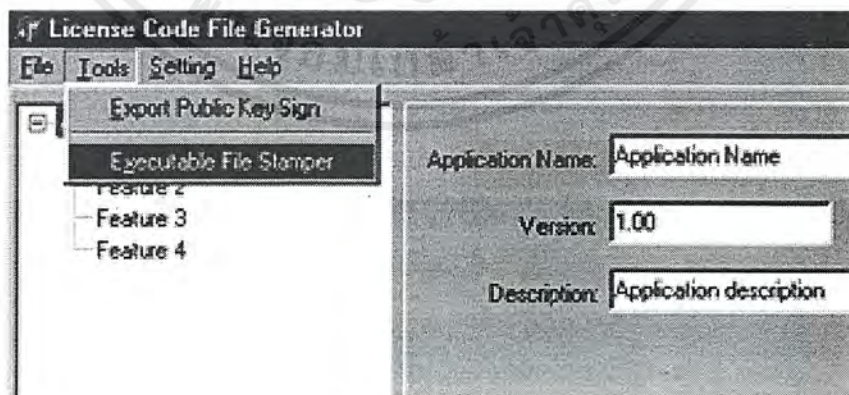 License Code File Generator
File Tools Setting Help
Export Public Key Sign
Executable File Stamper
Feature 2
Feature 3
Feature 4
Application Name: Application Name
Version: 1.00
Description: Application description